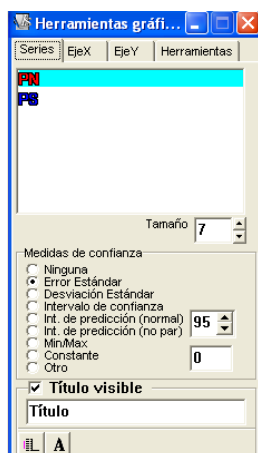 Herramientas gráfi...
Series EjeX EjeY Herramientas
PN
PG
Tamaño 7
Medidas de confianza
Ninguna
Error Estándar
Desviación Estándar
Intervalo de confianza
Int. de predicción (normal) 95
Int. de predicción (no par)
Min/Max
Constante 0
Otro
Título visible
Título
A